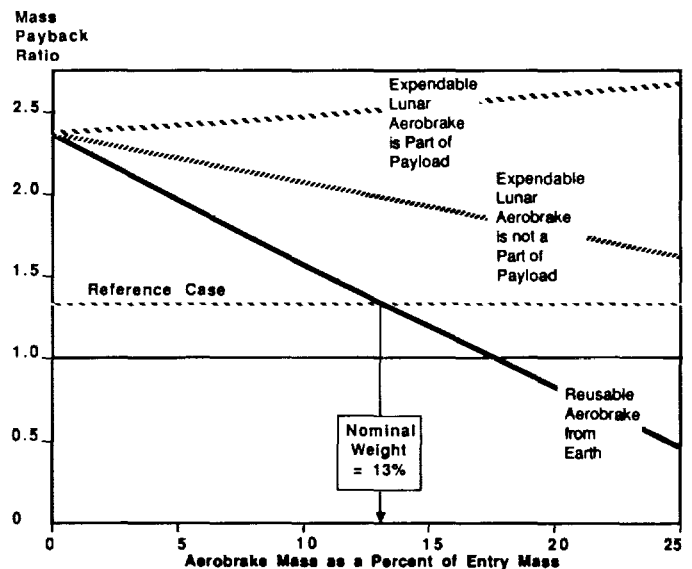 Mass
Payback
Ratio
2.5
2.0
1.5
1.0
0.5
0
Expendable
Lunar
Aerobrake
is Part of
Payload
Expendable
Lunar
Aerobrake
is not a
Part of
Payload
Reference Case
Reusable
Aerobrake
from
Earth
Nominal
Weight
= 13%
0 5 10 15 20 25
Aerobrake Mass as a Percent of Entry Mass